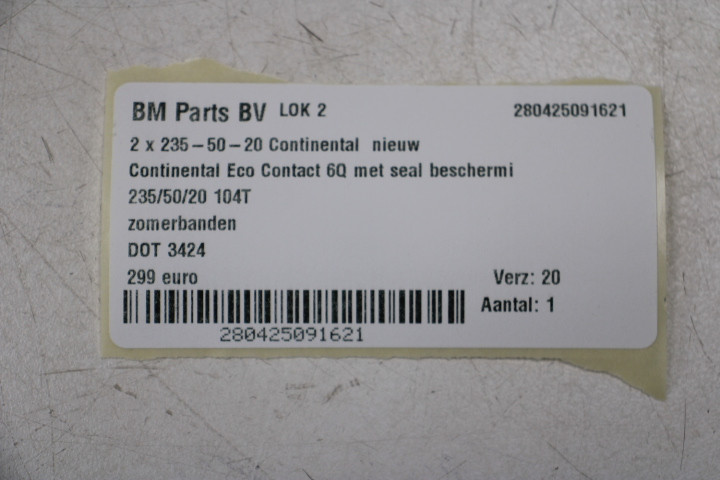 BM Parts BV LOK 2 280425091621
2 x 235-50-20 Continental nieuw
Continental Eco Contact 6Q met seal beschermi
235/50/20 104T
zomerbanden
DOT 3424
299 euro Verz: 20
Aantal: 1
280425091621